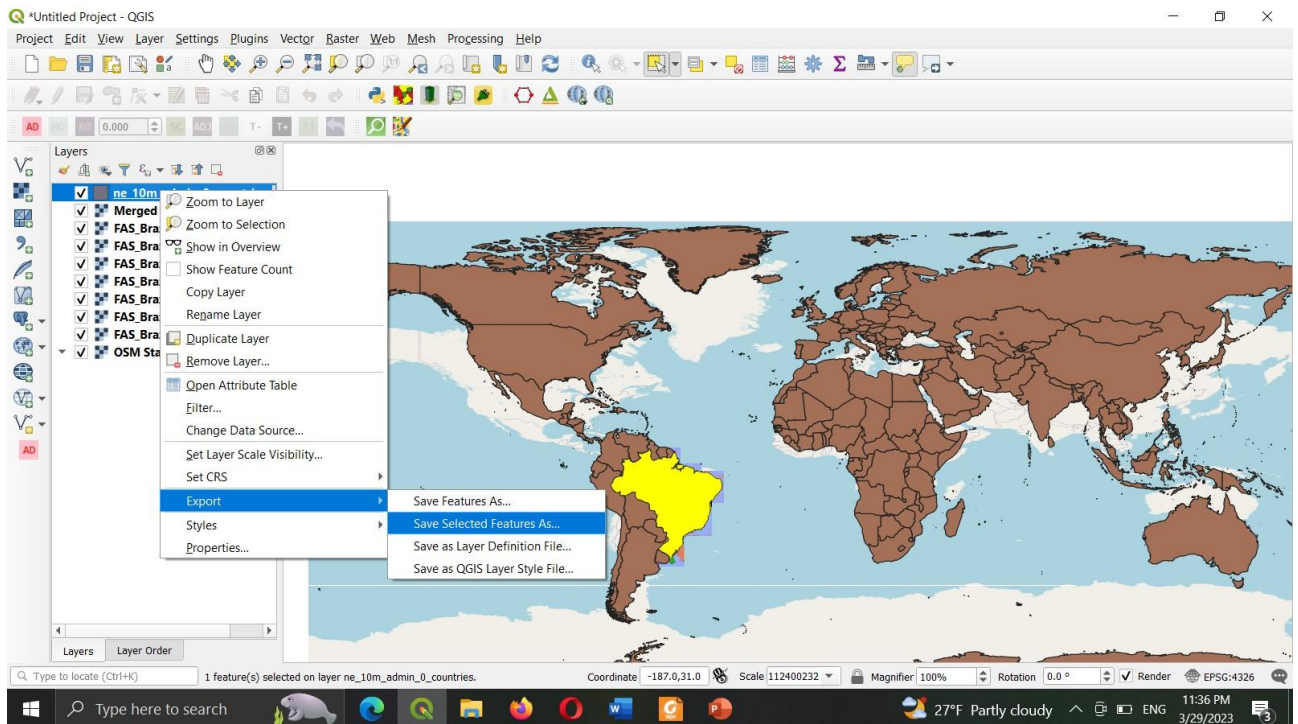 *Untitled Project - QGIS
Project Edit View Layer Settings Plugins Vector Raster Web Mesh Processing Help
AD 0.000 SC ADJ T- T+
Layers
ne_10m
Merged
FAS_Bra
FAS_Bra
FAS_Bra
FAS_Bra
FAS_Bra
FAS_Bra
FAS_Bra
OSM Sta
AD
Zoom to Layer
Zoom to Selection
Show in Overview
Show Feature Count
Copy Layer
Rename Layer
Duplicate Layer
Remove Layer...
Open Attribute Table
Filter...
Change Data Source...
Set Layer Scale Visibility...
Set CRS
Export
Styles
Properties...
Save Features As...
Save Selected Features As...
Save as Layer Definition File...
Save as QGIS Layer Style File...
Layers Layer Order
Type to locate (Ctrl+K) 1 feature(s) selected on layer ne_10m_admin_0_countries. Coordinate -187.0,31.0 Scale 112400232 Magnifier 100% Rotation 0.0 ° Render EPSG:4326
Type here to search 27°F Partly cloudy ENG 11:36 PM
3/29/2023